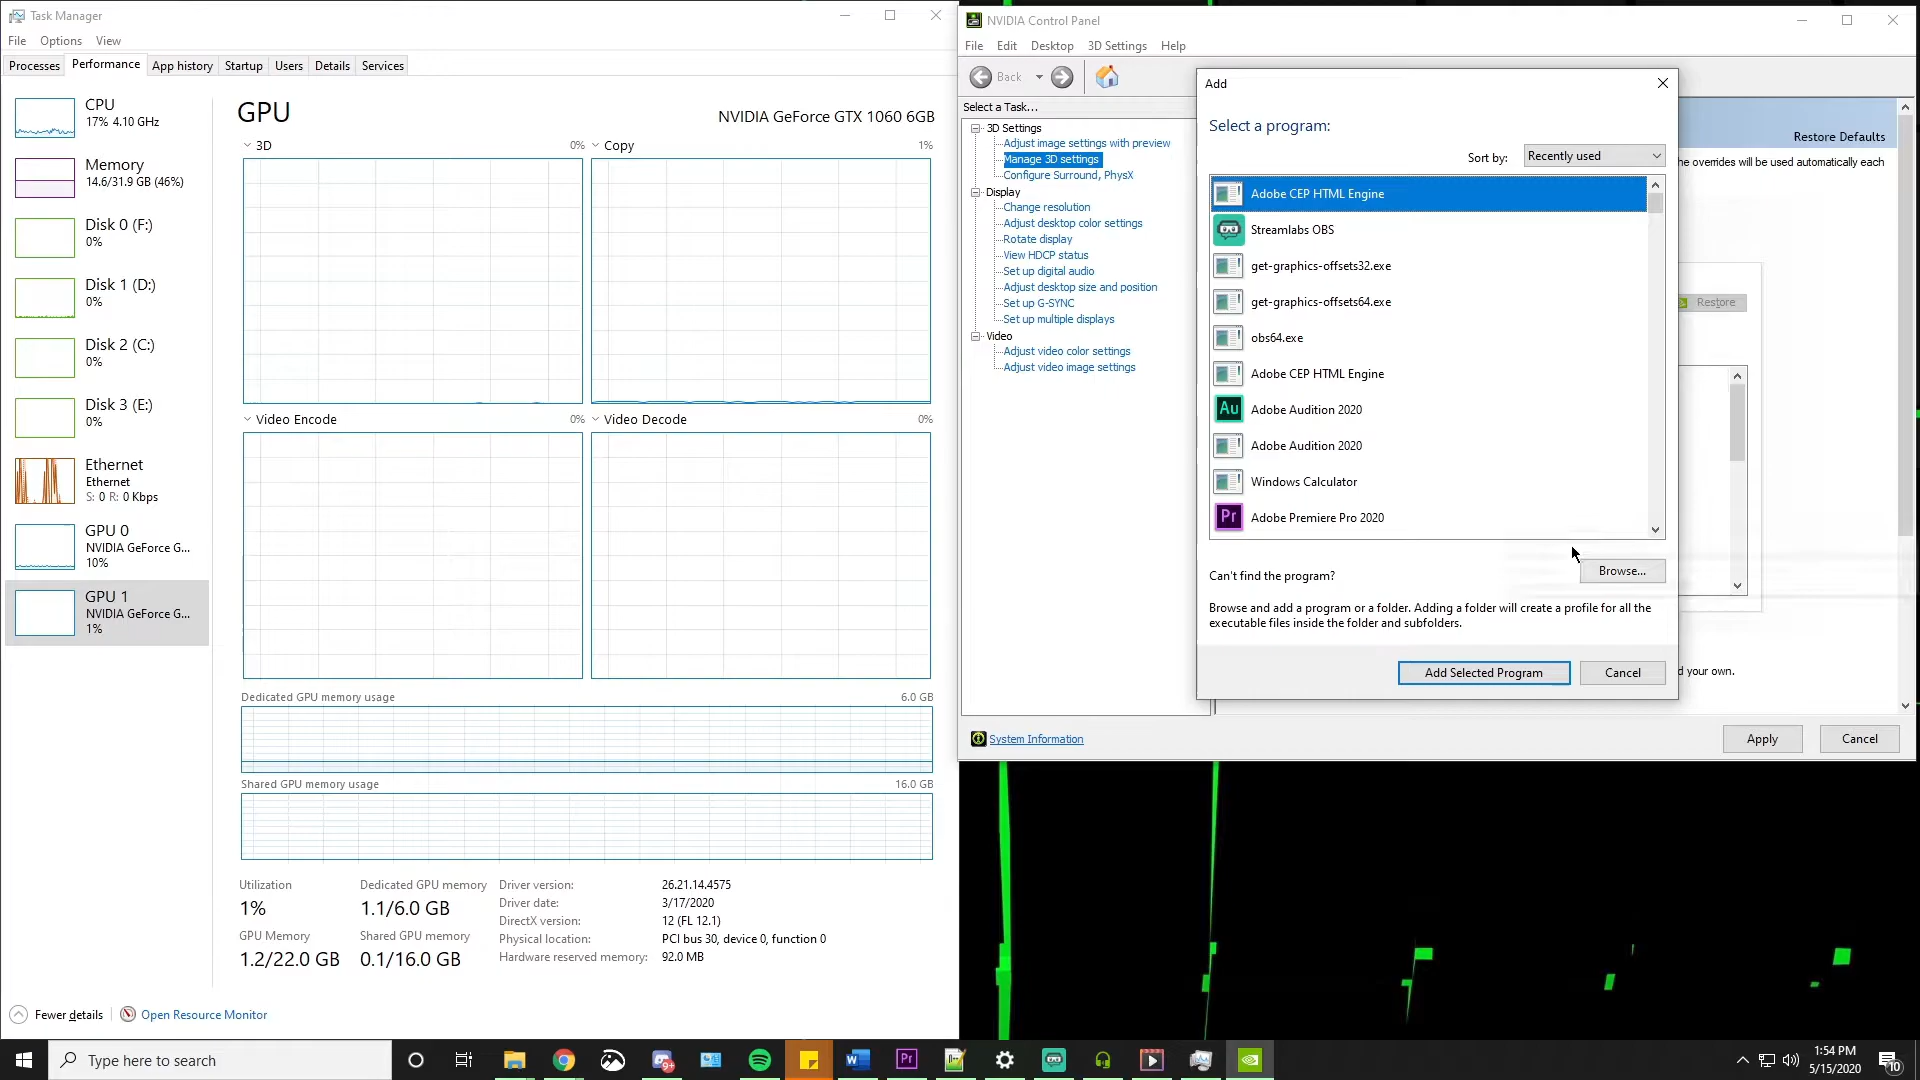 Task Manager
File Options View
Processes Performance App history Startup Users Details Services
CPU
17% 4.10 GHz
Memory
14.6/31.9 GB (46%)
Disk 0 (F:)
0%
Disk 1 (D:)
0%
Disk 2 (C:)
0%
Disk 3 (E:)
0%
Ethernet
Ethernet
S: 0 R: 0 Kbps
GPU 0
NVIDIA GeForce G...
10%
GPU 1
NVIDIA GeForce G...
1%
GPU
NVIDIA GeForce GTX 1060 6GB
3D 0%
Copy 1%
Video Encode 0%
Video Decode 0%
Dedicated GPU memory usage 6.0 GB
Shared GPU memory usage 16.0 GB
Utilization
1%
Dedicated GPU memory
1.1/6.0 GB
GPU Memory
1.2/22.0 GB
Shared GPU memory
0.1/16.0 GB
Driver version: 26.21.14.4575
Driver date: 3/17/2020
DirectX version: 12 (FL 12.1)
Physical location: PCI bus 30, device 0, function 0
Hardware reserved memory: 92.0 MB
Fewer details
Open Resource Monitor
NVIDIA Control Panel
File Edit Desktop 3D Settings Help
Back
Select a Task...
3D Settings
Adjust image settings with preview
Manage 3D settings
Configure Surround, PhysX
Display
Change resolution
Adjust desktop color settings
Rotate display
View HDCP status
Set up digital audio
Adjust desktop size and position
Set up G-SYNC
Set up multiple displays
Video
Adjust video color settings
Adjust video image settings
System Information
Restore Defaults
he overrides will be used automatically each
Restore
d your own.
Apply
Cancel
Add
Select a program:
Sort by: Recently used
Adobe CEP HTML Engine
Streamlabs OBS
get-graphics-offsets32.exe
get-graphics-offsets64.exe
obs64.exe
Adobe CEP HTML Engine
Au Adobe Audition 2020
Adobe Audition 2020
Windows Calculator
Pr Adobe Premiere Pro 2020
Can't find the program?
Browse...
Browse and add a program or a folder. Adding a folder will create a profile for all the
executable files inside the folder and subfolders.
Add Selected Program
Cancel
Type here to search
9+
W
Pr
1:54 PM
5/15/2020
10